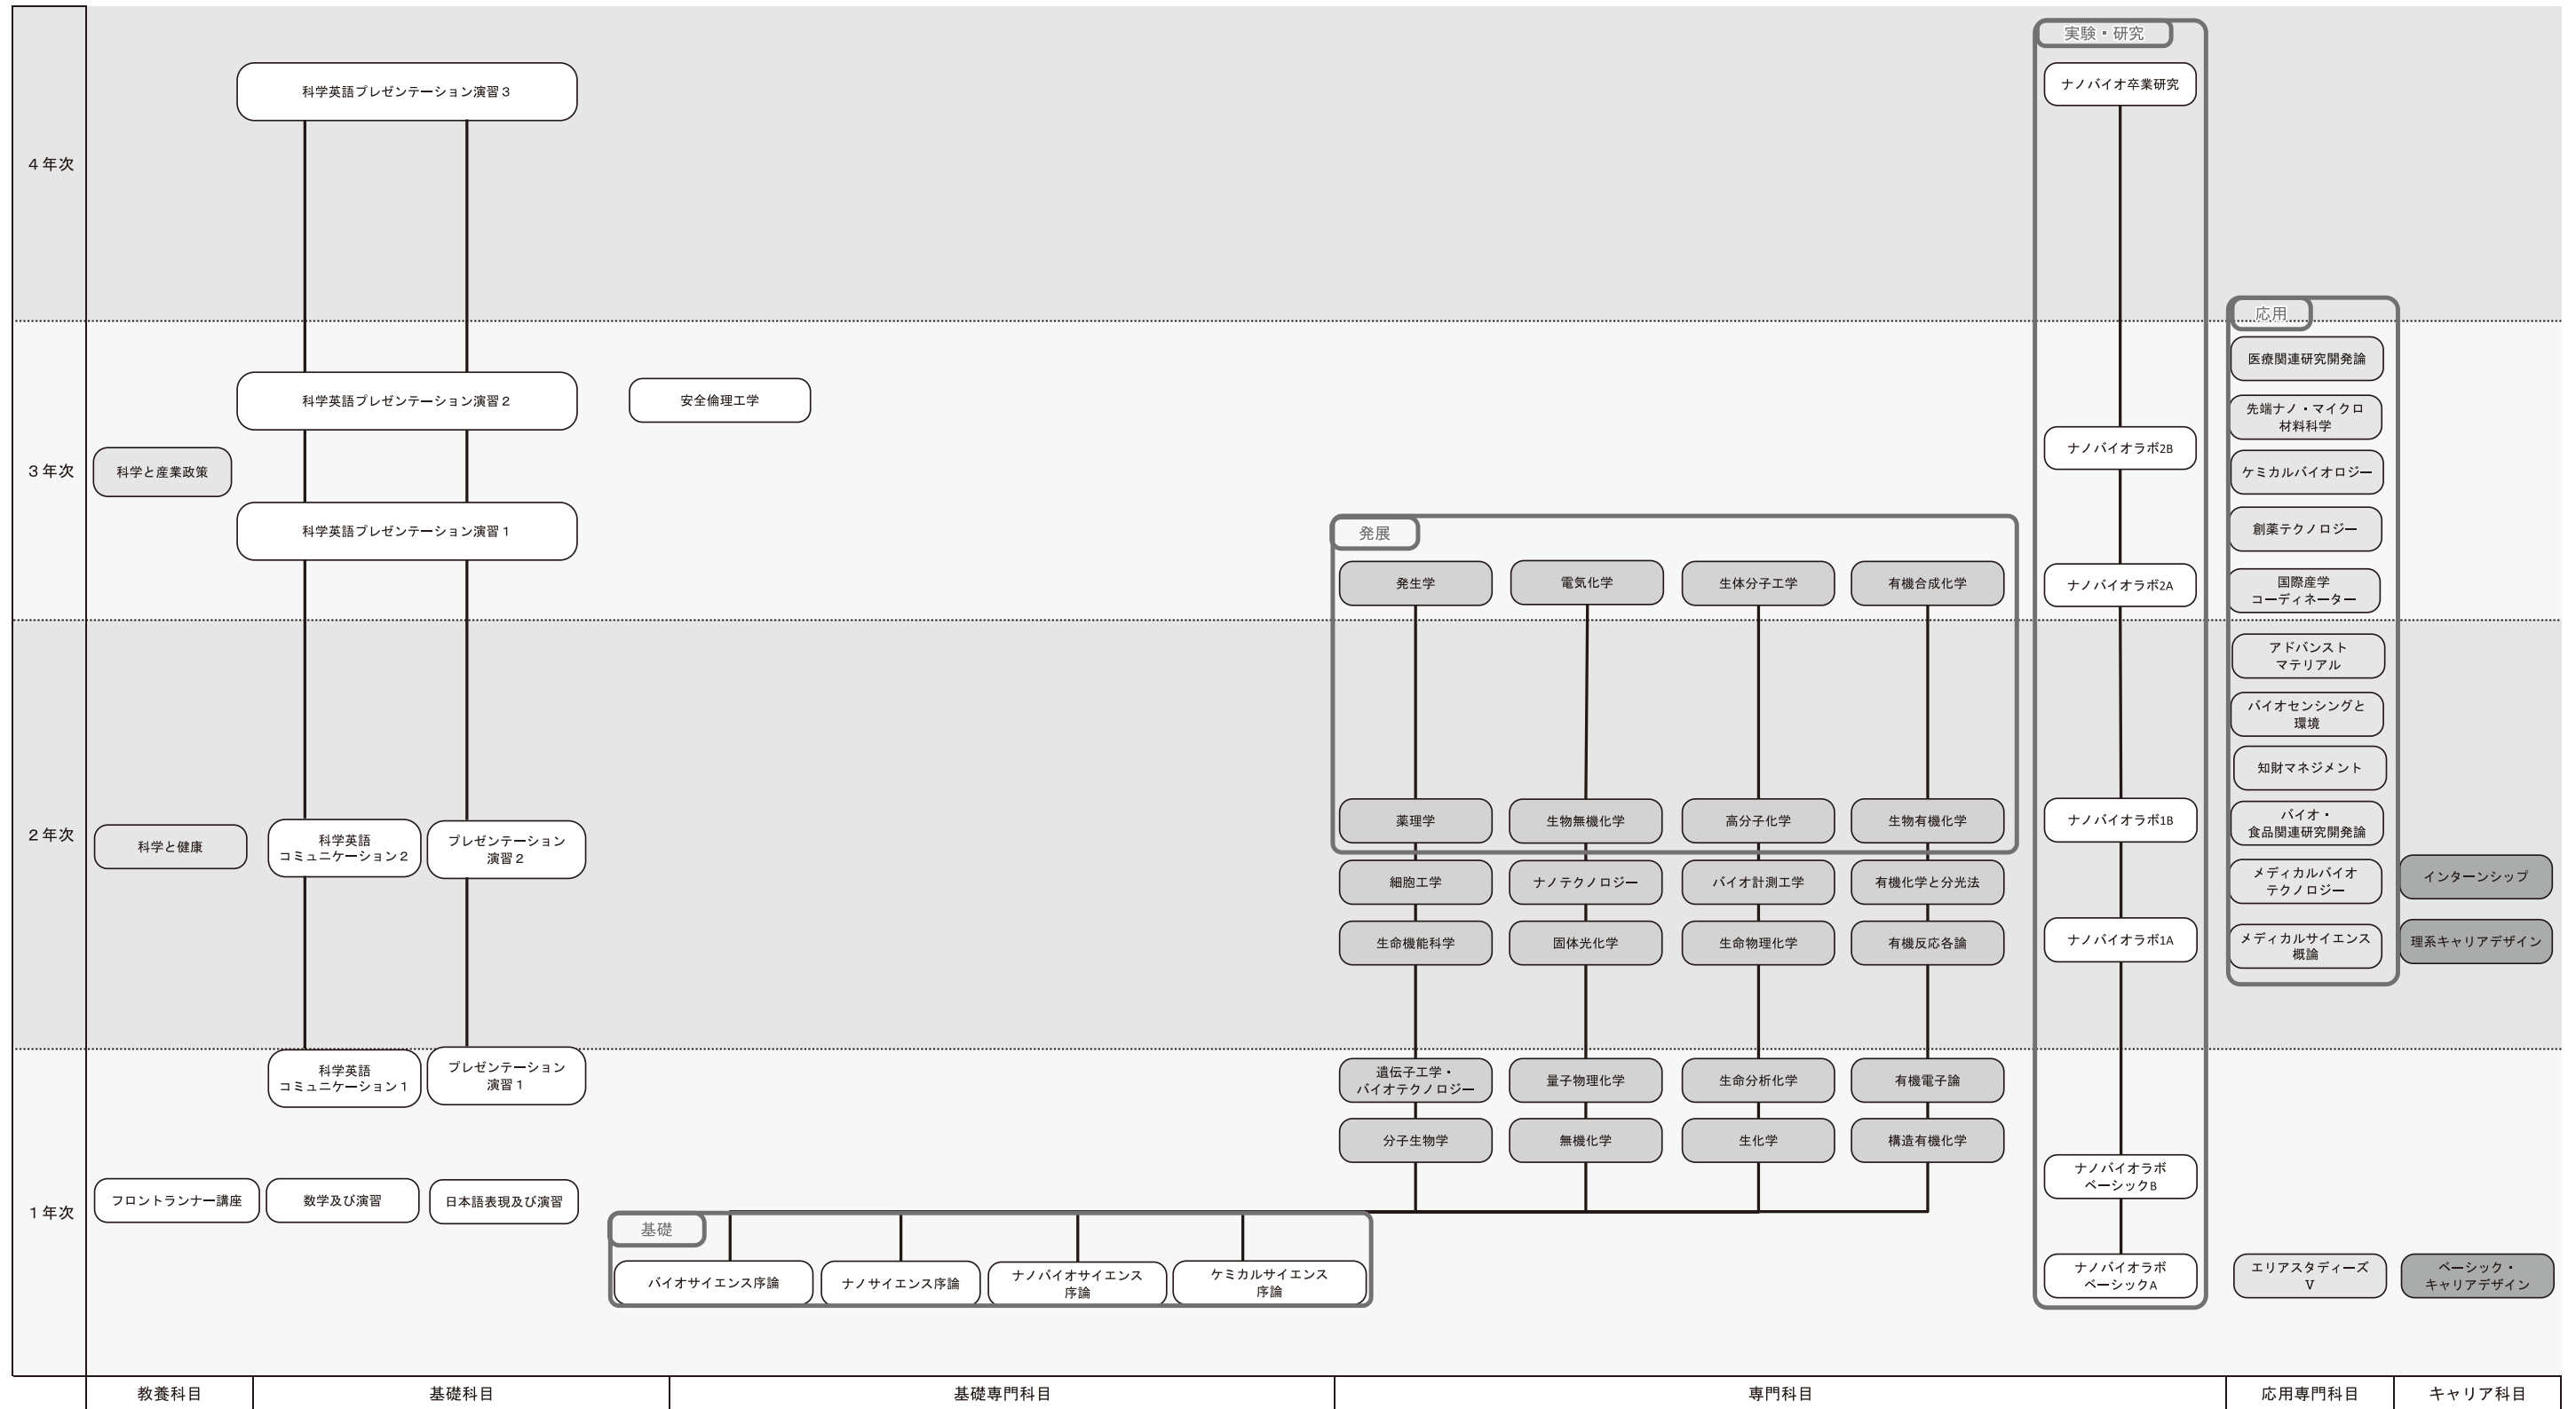 実験・研究
科学英語プレゼンテーション演習３
ナノバイオ卒業研究
４年次
応用
医療関連研究開発論
科学英語プレゼンテーション演習２
安全倫理工学
先端ナノ・マイクロ
材料科学
ナノバイオラボ2B
３年次
科学と産業政策
ケミカルバイオロジー
科学英語プレゼンテーション演習１
創薬テクノロジー
発展
発生学
電気化学
生体分子工学
有機合成化学
ナノバイオラボ2A
国際産学
コーディネーター
アドバンスト
マテリアル
バイオセンシングと
環境
知財マネジメント
薬理学
生物無機化学
高分子化学
生物有機化学
ナノバイオラボ1B
バイオ・
食品関連研究開発論
２年次
科学と健康
科学英語
コミュニケーション２
プレゼンテーション
演習２
細胞工学
ナノテクノロジー
バイオ計測工学
有機化学と分光法
メディカルバイオ
テクノロジー
インターンシップ
生命機能科学
固体光化学
生命物理化学
有機反応各論
ナノバイオラボ1A
メディカルサイエンス
概論
理系キャリアデザイン
科学英語
コミュニケーション１
プレゼンテーション
演習１
遺伝子工学・
バイオテクノロジー
量子物理化学
生命分析化学
有機電子論
分子生物学
無機化学
生化学
構造有機化学
ナノバイオラボ
ベーシックB
１年次
フロントランナー講座
数学及び演習
日本語表現及び演習
基礎
バイオサイエンス序論
ナノサイエンス序論
ナノバイオサイエンス
序論
ケミカルサイエンス
序論
ナノバイオラボ
ベーシックA
エリアスタディーズ
Ⅴ
ベーシック・
キャリアデザイン
教養科目
基礎科目
基礎専門科目
専門科目
応用専門科目
キャリア科目